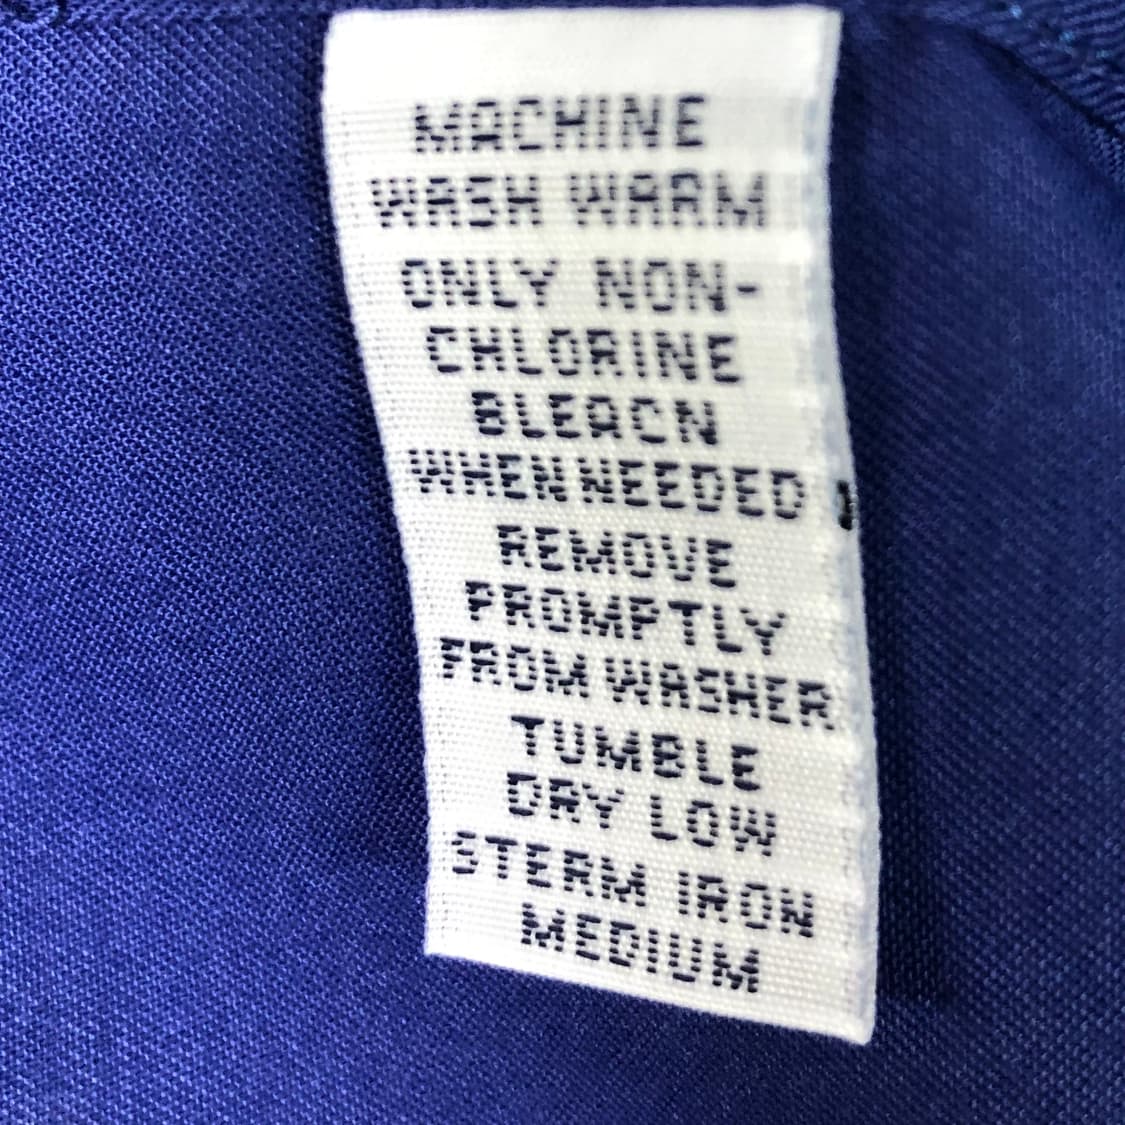 MACHINE
WASH WARM
ONLY NON-
CHLORINE
BLEACN
WHEN NEEDED
REMOVE
PROMPTLY
FROM WASHER
TUMBLE
DRY LOW
STERM IRON
MEDIUM